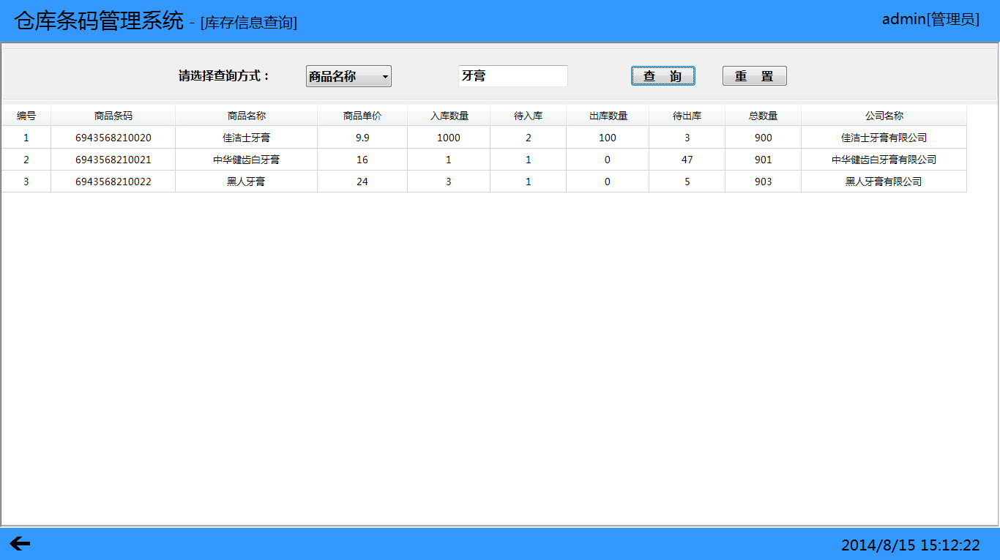 仓库条码管理系统 - [库存信息查询] admin[管理员]
请选择查询方式： 商品名称 牙膏 查 询 重 置
编号 商品条码 商品名称 商品单价 入库数量 待入库 出库数量 待出库 总数量 公司名称
1 6943568210020 佳洁士牙膏 9.9 1000 2 100 3 900 佳洁士牙膏有限公司
2 6943568210021 中华健齿白牙膏 16 1 1 0 47 901 中华健齿白牙膏有限公司
3 6943568210022 黑人牙膏 24 3 1 0 5 903 黑人牙膏有限公司
2014/8/15 15:12:22